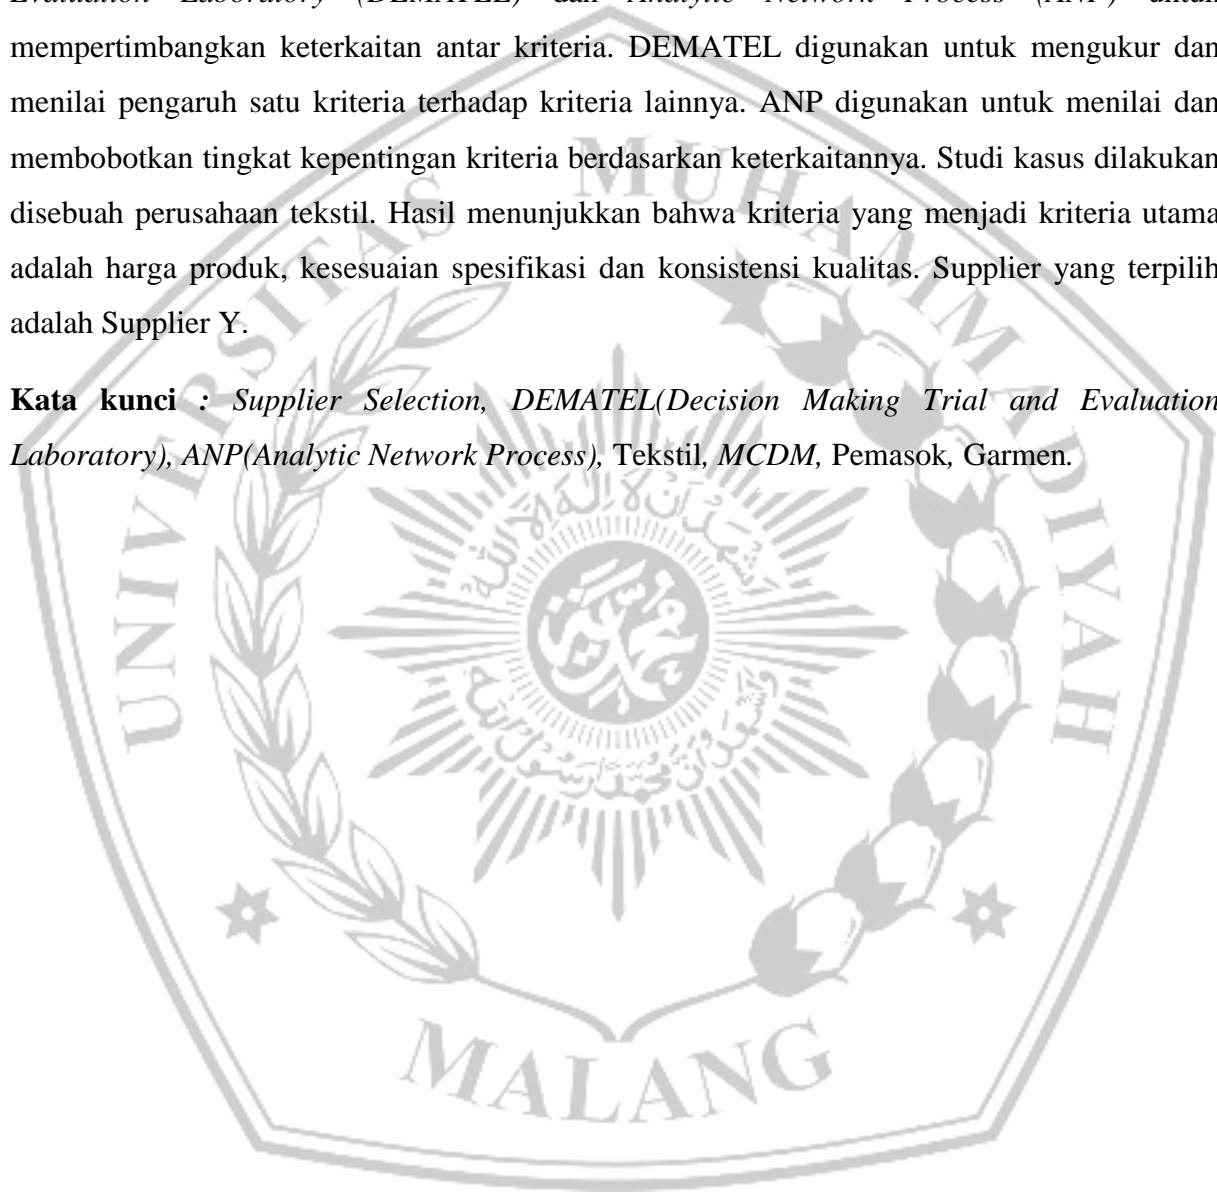 Evaluation Laboratory (DEMATEL) dan Analytic Network Process (ANP) untuk
mempertimbangkan keterkaitan antar kriteria. DEMATEL digunakan untuk mengukur dan
menilai pengaruh satu kriteria terhadap kriteria lainnya. ANP digunakan untuk menilai dan
membobotkan tingkat kepentingan kriteria berdasarkan keterkaitannya. Studi kasus dilakukan
disebuah perusahaan tekstil. Hasil menunjukkan bahwa kriteria yang menjadi kriteria utama
adalah harga produk, kesesuaian spesifikasi dan konsistensi kualitas. Supplier yang terpilih
adalah Supplier Y.
Kata kunci : Supplier Selection, DEMATEL(Decision Making Trial and Evaluation
Laboratory), ANP(Analytic Network Process), Tekstil, MCDM, Pemasok, Garmen.
UNIVERSITAS MUHAMMADIYAH
MALANG